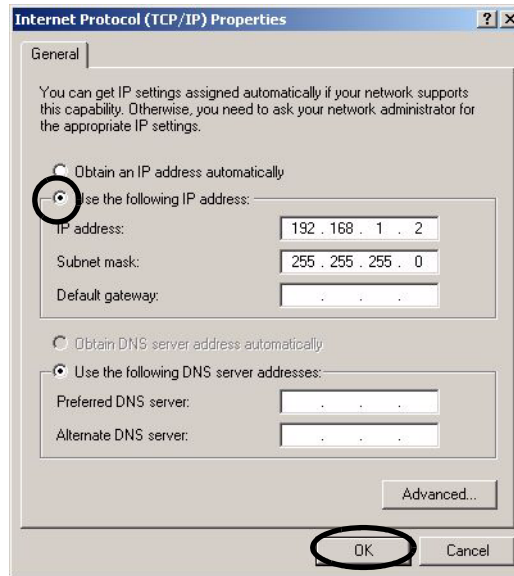 Internet Protocol (TCP/IP) Properties
General
You can get IP settings assigned automatically if your network supports
this capability. Otherwise, you need to ask your network administrator for
the appropriate IP settings.
Obtain an IP address automatically
Use the following IP address:
IP address: 192 . 168 . 1 . 2
Subnet mask: 255 . 255 . 255 . 0
Default gateway: . . .
Obtain DNS server address automatically
Use the following DNS server addresses:
Preferred DNS server: . . .
Alternate DNS server: . . .
Advanced...
OK Cancel